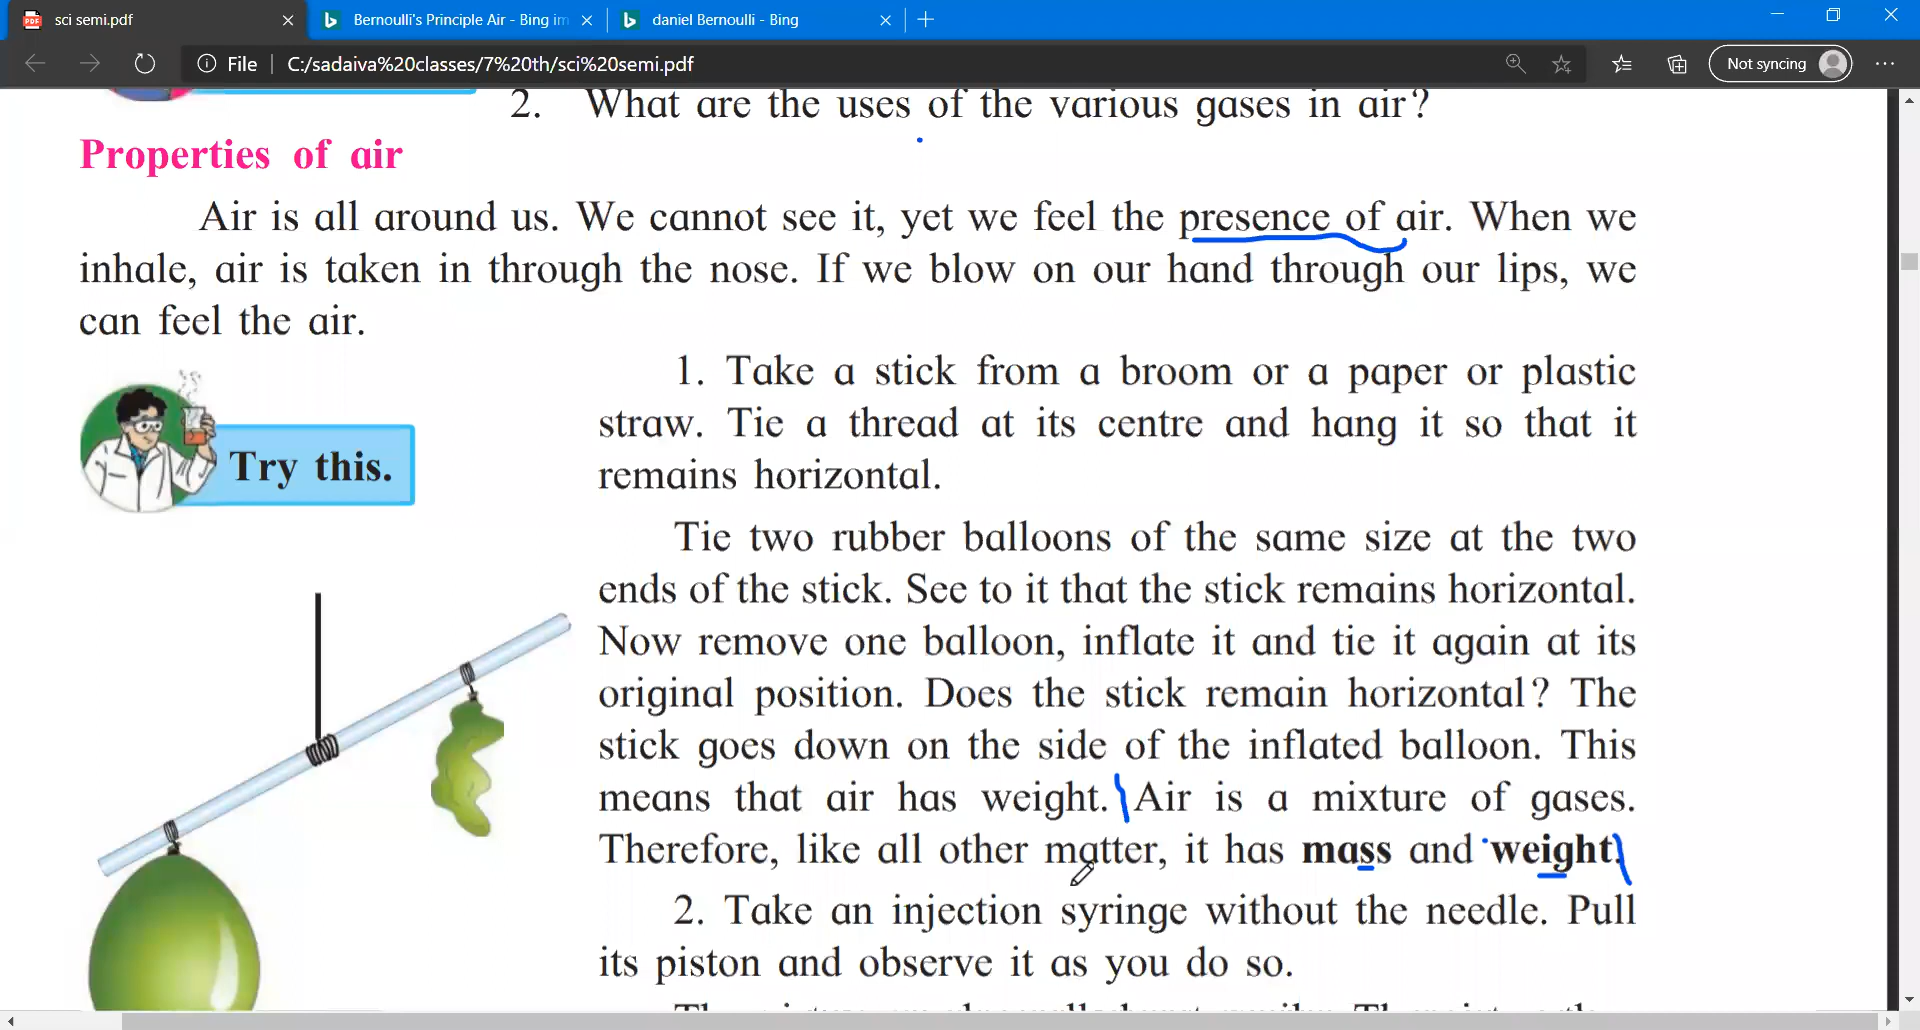 sci semi.pdf
Bernoulli's Principle Air - Bing im
daniel Bernoulli - Bing
File
C:/sadaiva%20classes/7%20th/sci%20semi.pdf
Not syncing
2. What are the uses of the various gases in air?
Properties of air
Air is all around us. We cannot see it, yet we feel the presence of air. When we
inhale, air is taken in through the nose. If we blow on our hand through our lips, we
can feel the air.
Try this.
1. Take a stick from a broom or a paper or plastic
straw. Tie a thread at its centre and hang it so that it
remains horizontal.
Tie two rubber balloons of the same size at the two
ends of the stick. See to it that the stick remains horizontal.
Now remove one balloon, inflate it and tie it again at its
original position. Does the stick remain horizontal? The
stick goes down on the side of the inflated balloon. This
means that air has weight. Air is a mixture of gases.
Therefore, like all other matter, it has mass and weight.
2. Take an injection syringe without the needle. Pull
its piston and observe it as you do so.